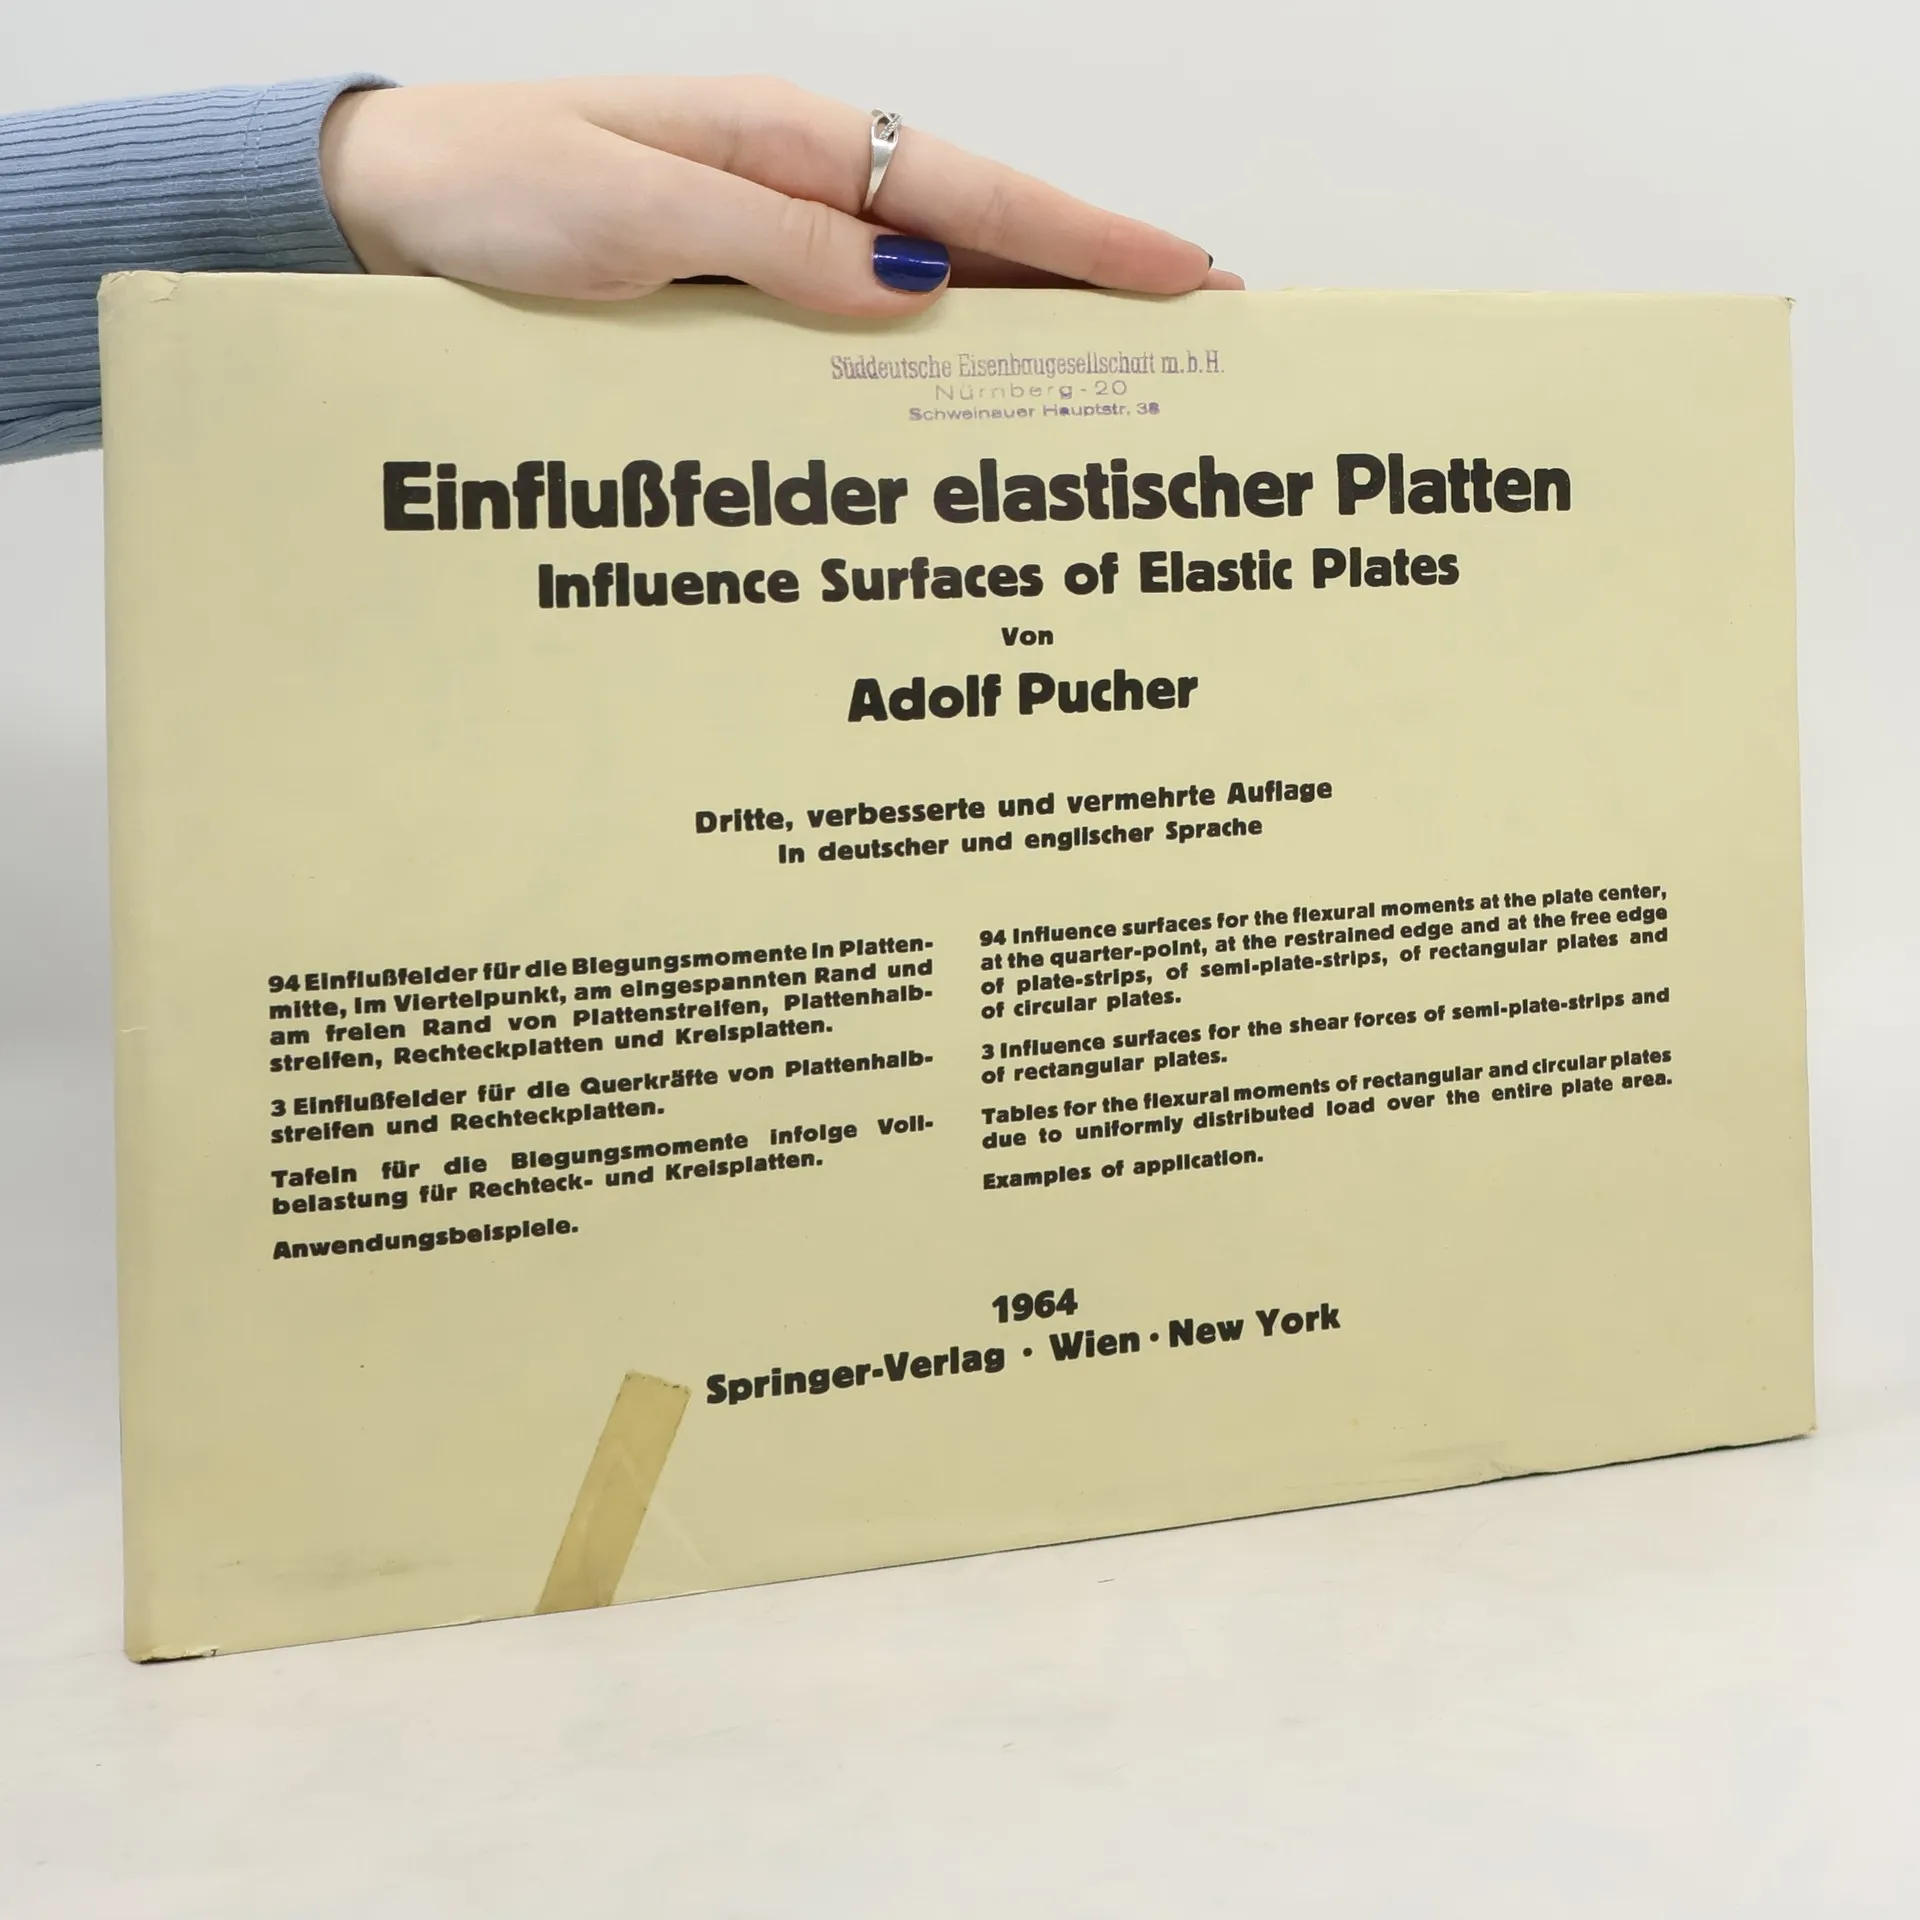 Süddeutsche Eisenbaugesellschaft m.b.H.
Nürnberg-20
Schweinauer Hauptstr. 38
Einflußfelder elastischer Platten
Influence Surfaces of Elastic Plates
Von
Adolf Pucher
Dritte, verbesserte und vermehrte Auflage
In deutscher und englischer Sprache
94 Einflußfelder für die Biegungsmomente in Platten-
mitte, im Viertelpunkt, am eingespannten Rand und
am freien Rand von Plattenstreifen, Plattenhalb-
streifen, Rechteckplatten und Kreisplatten.
3 Einflußfelder für die Querkräfte von Plattenhalb-
streifen und Rechteckplatten.
Tafeln für die Biegungsmomente infolge Voll-
belastung für Rechteck- und Kreisplatten.
Anwendungsbeispiele.
94 Influence surfaces for the flexural moments at the plate center,
at the quarter-point, at the restrained edge and at the free edge
of plate-strips, of semi-plate-strips, of rectangular plates and
of circular plates.
3 Influence surfaces for the shear forces of semi-plate-strips and
of rectangular plates.
Tables for the flexural moments of rectangular and circular plates
due to uniformly distributed load over the entire plate area.
Examples of application.
1964
Springer-Verlag · Wien · New York